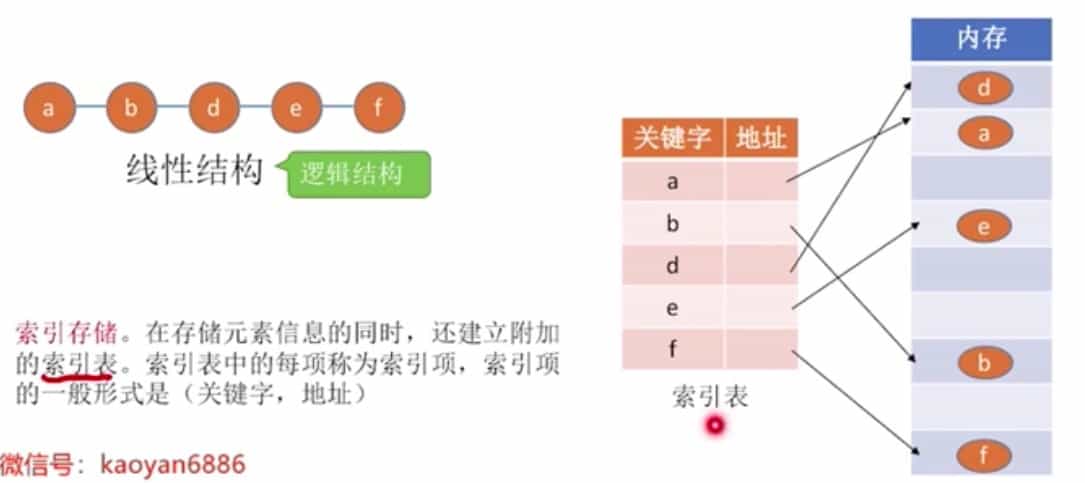 a b d e f
线性结构
逻辑结构
索引存储。在存储元素信息的同时，还建立附加
的索引表。索引表中的每项称为索引项，索引项
的一般形式是（关键字，地址）
微信号：kaoyan6886
关键字 地址
a
b
d
e
f
索引表
内存
d
a
e
b
f